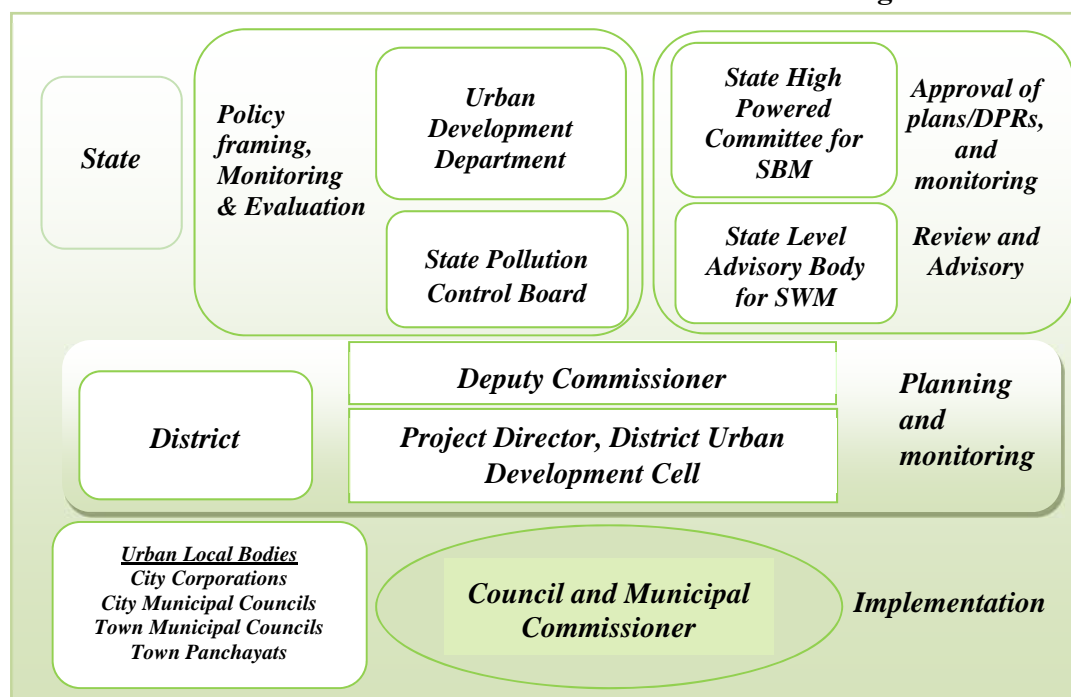 State
Policy
framing,
Monitoring
& Evaluation
Urban
Development
Department
State Pollution
Control Board
State High
Powered
Committee for
SBM
Approval of
plans/DPRs,
and
monitoring
State Level
Advisory Body
for SWM
Review and
Advisory
District
Deputy Commissioner
Project Director, District Urban
Development Cell
Planning
and
monitoring
Urban Local Bodies
City Corporations
City Municipal Councils
Town Municipal Councils
Town Panchayats
Council and Municipal
Commissioner
Implementation